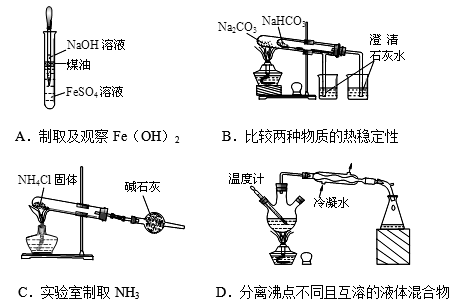 NaOH 溶液
煤油
FeSO₄ 溶液
A．制取及观察 Fe（OH）₂
Na₂CO₃
NaHCO₃
澄 清
石灰水
B．比较两种物质的热稳定性
NH₄Cl 固体
碱石灰
C．实验室制取 NH₃
温度计
冷凝水
D．分离沸点不同且互溶的液体混合物